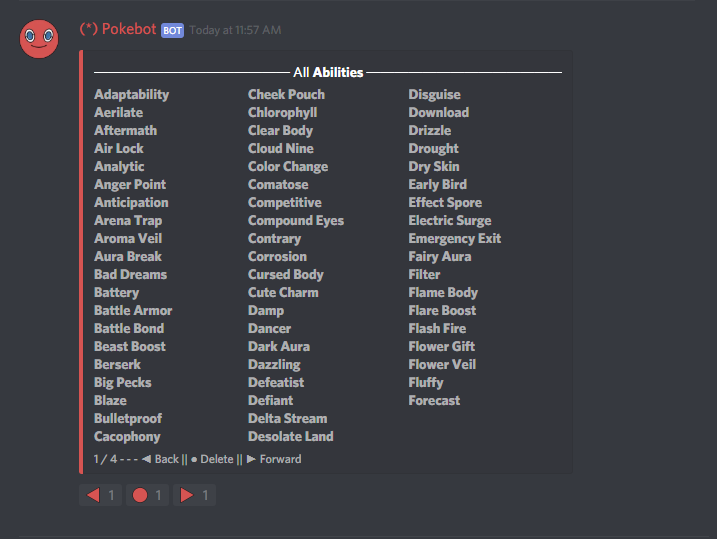 (*) Pokebot BOT Today at 11:57 AM
All Abilities
Adaptability
Aerilate
Aftermath
Air Lock
Analytic
Anger Point
Anticipation
Arena Trap
Aroma Veil
Aura Break
Bad Dreams
Battery
Battle Armor
Battle Bond
Beast Boost
Berserk
Big Pecks
Blaze
Bulletproof
Cacophony
Cheek Pouch
Chlorophyll
Clear Body
Cloud Nine
Color Change
Comatose
Competitive
Compound Eyes
Contrary
Corrosion
Cursed Body
Cute Charm
Damp
Dancer
Dark Aura
Dazzling
Defeatist
Defiant
Delta Stream
Desolate Land
Disguise
Download
Drizzle
Drought
Dry Skin
Early Bird
Effect Spore
Electric Surge
Emergency Exit
Fairy Aura
Filter
Flame Body
Flare Boost
Flash Fire
Flower Gift
Flower Veil
Fluffy
Forecast
1 / 4 - - - ◀ Back || ● Delete || ▶ Forward
◀ 1 ● 1 ▶ 1